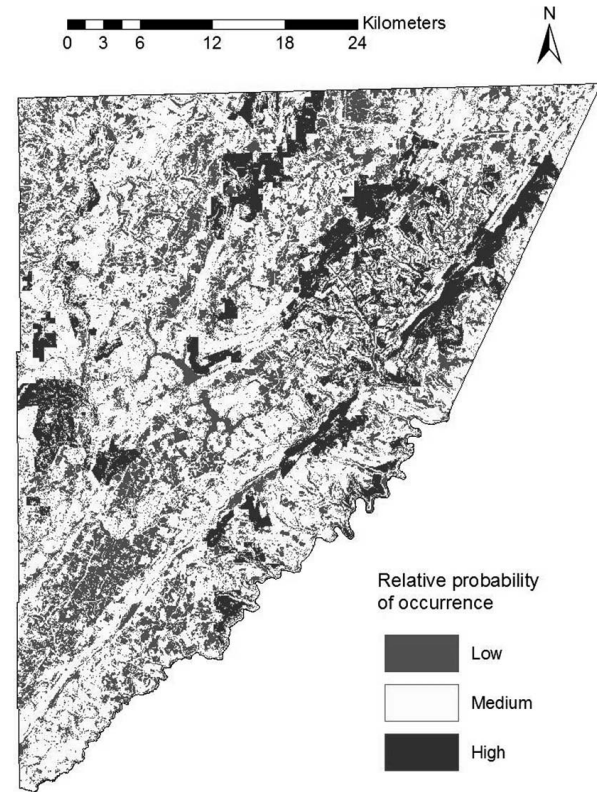 Kilometers
0 3 6 12 18 24
N
Relative probability
of occurrence
Low
Medium
High